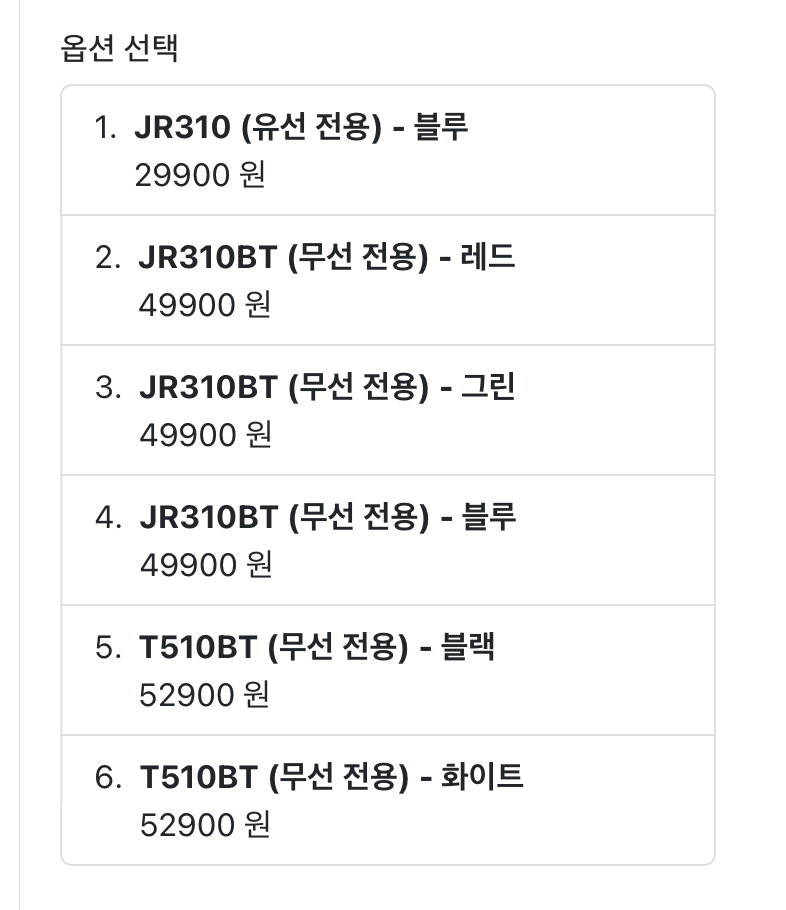 옵션 선택
1. JR310 (유선 전용) - 블루
29900 원
2. JR310BT (무선 전용) - 레드
49900 원
3. JR310BT (무선 전용) - 그린
49900 원
4. JR310BT (무선 전용) - 블루
49900 원
5. T510BT (무선 전용) - 블랙
52900 원
6. T510BT (무선 전용) - 화이트
52900 원